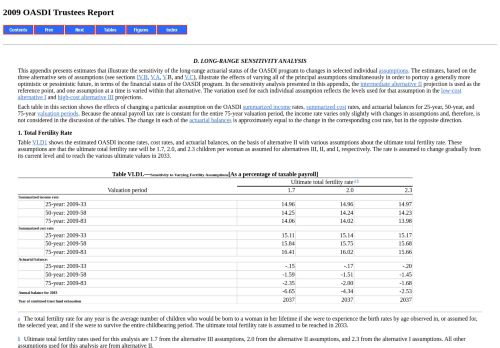 2009 OASDI Trustees Report
Contents Prev Next Tables Figures Index
D. LONG-RANGE SENSITIVITY ANALYSIS
This appendix presents estimates that illustrate the sensitivity of the long-range actuarial status of the OASDI program to changes in selected individual assumptions. The estimates, based on the
three alternative sets of assumptions (see sections IV.B, V.A, V.B, and V.C), illustrate the effects of varying all of the principal assumptions simultaneously in order to portray a generally more
optimistic or pessimistic future, in terms of the financial status of the OASDI program. In the sensitivity analysis presented in this appendix, the intermediate alternative II projection is used as the
reference point, and one assumption at a time is varied within that alternative. The variation used for each individual assumption reflects the levels used for that assumption in the low-cost
alternative I and high-cost alternative III projections.
Each table in this section shows the effects of changing a particular assumption on the OASDI summarized income rates, summarized cost rates, and actuarial balances for 25-year, 50-year, and
75-year valuation periods. Because the annual payroll tax rate is constant for the entire 75-year valuation period, the income rate varies only slightly with changes in assumptions and, therefore, is
not considered in the discussion of the tables. The change in each of the actuarial balances is approximately equal to the change in the corresponding cost rate, but in the opposite direction.
1. Total Fertility Rate
Table VI.D1 shows the estimated OASDI income rates, cost rates, and actuarial balances, on the basis of alternative II with various assumptions about the ultimate total fertility rate. These
assumptions are that the ultimate total fertility rate will be 1.7, 2.0, and 2.3 children per woman as assumed for alternatives III, II, and I, respectively. The rate is assumed to change gradually from
its current level and to reach the various ultimate values in 2033.
Table VI.D1.—Sensitivity to Varying Fertility Assumptions[As a percentage of taxable payroll]
Ultimate total fertility rate
Valuation period 1.7 2.0 2.3
Summarized income rate:
25-year: 2009-33 14.96 14.96 14.97
50-year: 2009-58 14.25 14.24 14.23
75-year: 2009-83 14.06 14.02 13.98
Summarized cost rate:
25-year: 2009-33 15.11 15.14 15.17
50-year: 2009-58 15.84 15.75 15.68
75-year: 2009-83 16.41 16.02 15.66
Actuarial balance:
25-year: 2009-33 -.15 -.17 -.20
50-year: 2009-58 -1.59 -1.51 -1.45
75-year: 2009-83 -2.35 -2.00 -1.68
Annual balance for 2083 -6.65 -4.34 -2.53
Year of combined trust fund exhaustion 2037 2037 2037
a The total fertility rate for any year is the average number of children who would be born to a woman in her lifetime if she were to experience the birth rates by age observed in, or assumed for,
the selected year, and if she were to survive the entire childbearing period. The ultimate total fertility rate is assumed to be reached in 2033.
b Ultimate total fertility rates used for this analysis are 1.7 from the alternative III assumptions, 2.0 from the alternative II assumptions, and 2.3 from the alternative I assumptions. All other
assumptions used for this analysis are from alternative II.